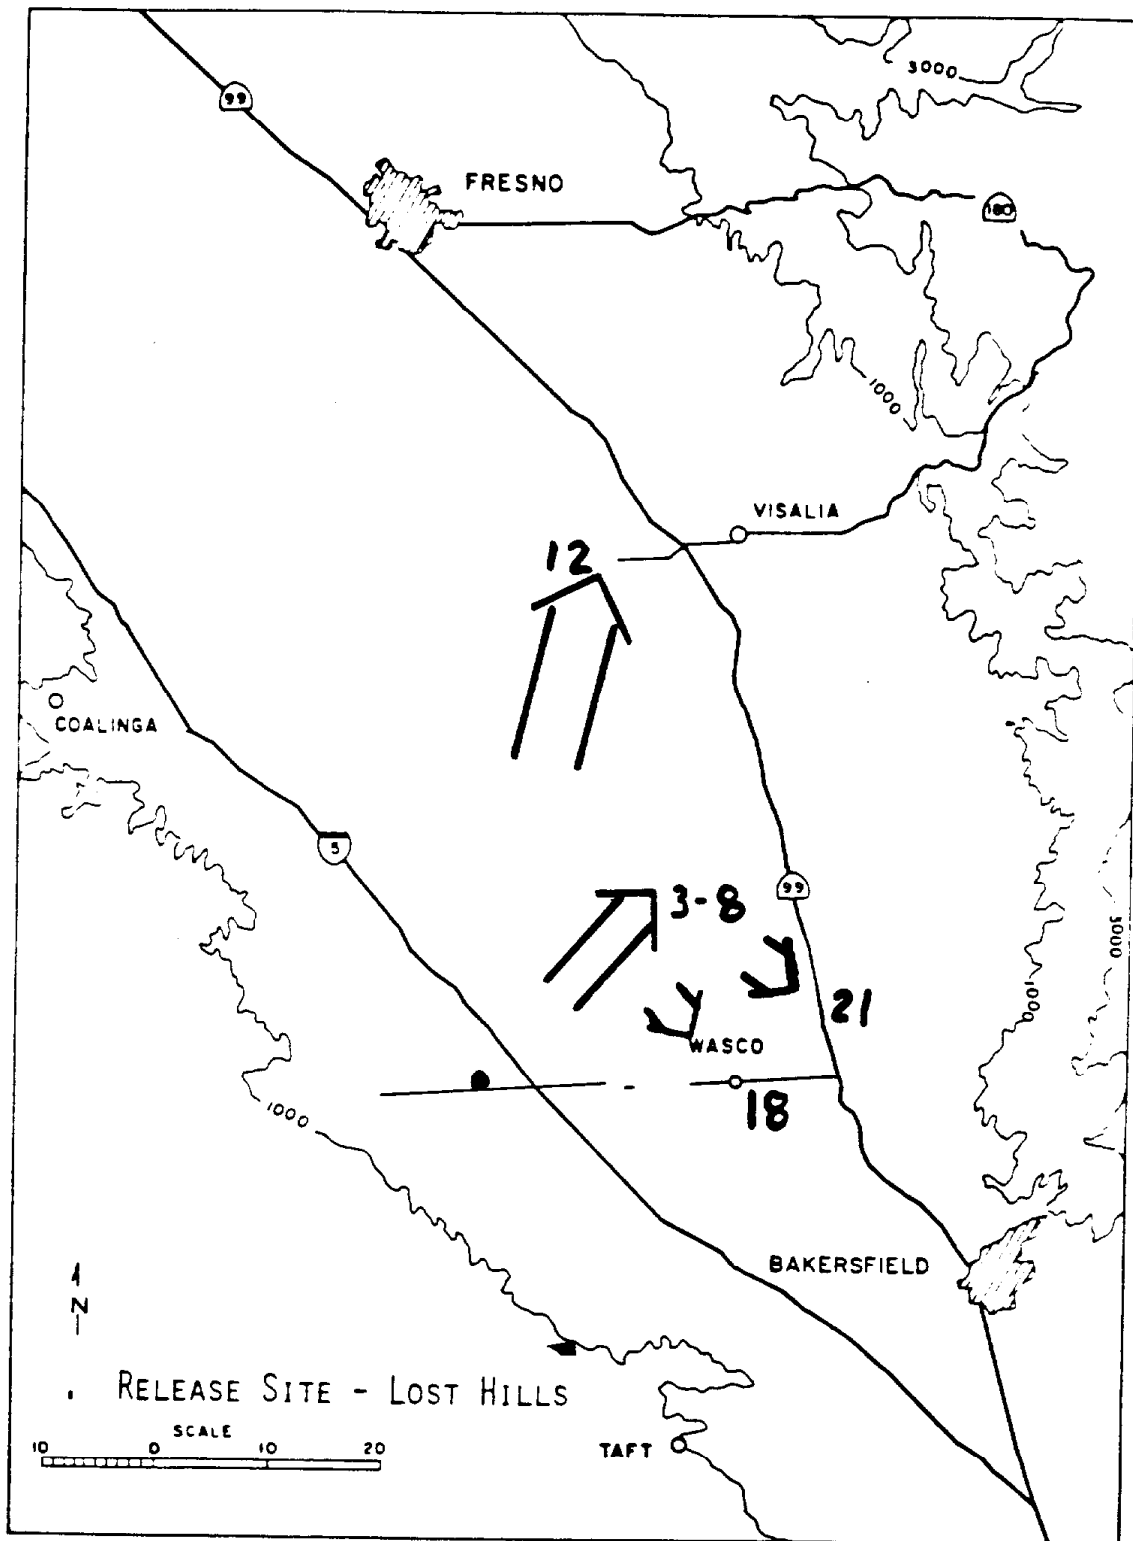 3000
99
FRESNO
180
1000
VISALIA
12
COALINGA
5
99
3-8
3000
1000
21
WASCO
18
1000
BAKERSFIELD
N
RELEASE SITE - LOST HILLS
SCALE
10 0 10 20
TAFT